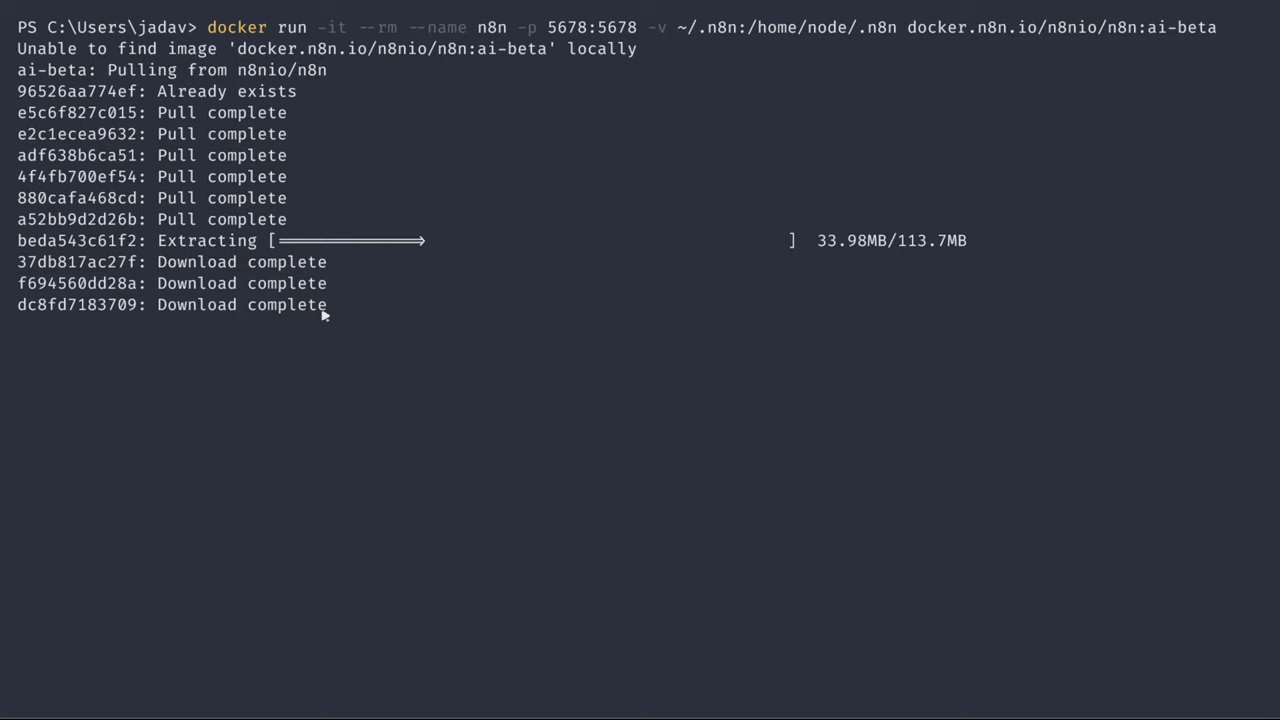 PS C:\Users\jadav> docker run -it --rm --name n8n -p 5678:5678 -v ~/.n8n:/home/node/.n8n docker.n8n.io/n8nio/n8n:ai-beta
Unable to find image 'docker.n8n.io/n8nio/n8n:ai-beta' locally
ai-beta: Pulling from n8nio/n8n
96526aa774ef: Already exists
e5c6f827c015: Pull complete
e2c1ecea9632: Pull complete
adf638b6ca51: Pull complete
4f4fb700ef54: Pull complete
880cafa468cd: Pull complete
a52bb9d2d26b: Pull complete
beda543c61f2: Extracting [==============>                                    ]  33.98MB/113.7MB
37db817ac27f: Download complete
f694560dd28a: Download complete
dc8fd7183709: Download complete